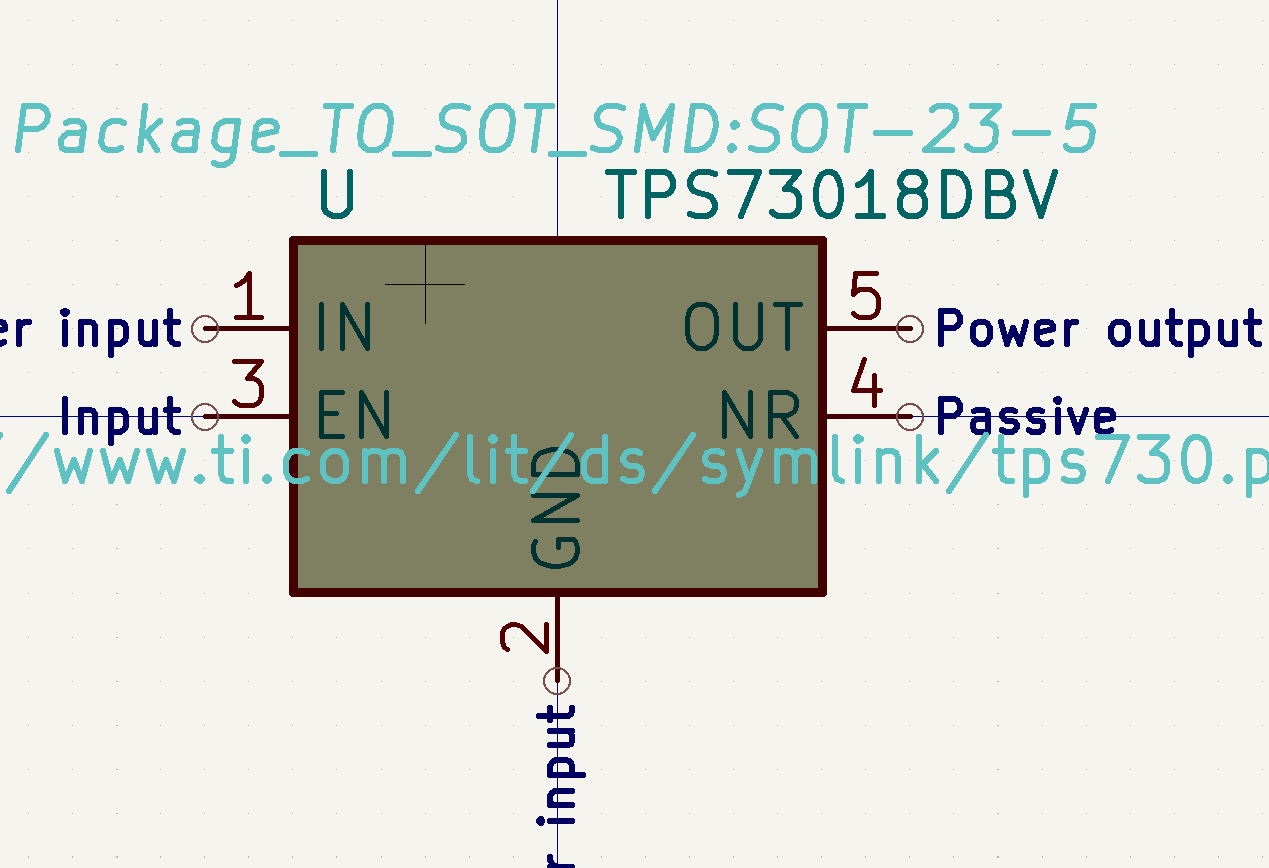 Package_TO_SOT_SMD:SOT-23-5
U TPS73018DBV
1 5
er input IN OUT Power output
3 4
Input EN NR Passive
//www.ti.com/lit/ds/symlink/tps730.p
GND
2
r input